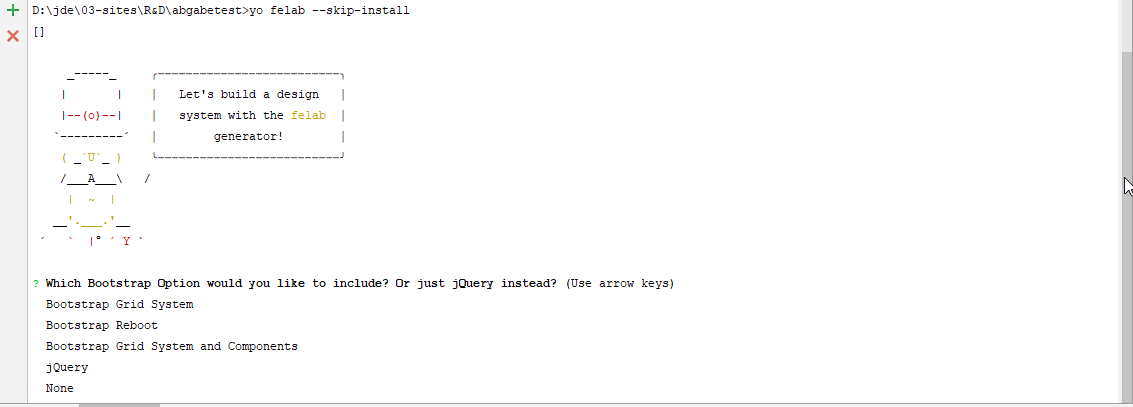 D:\jde\03-sites\R&D\abgabetest>yo felab --skip-install
[]
     _-----_     ╭──────────────────────────╮
    |       |    │   Let's build a design   │
    |--(o)--|    │   system with the felab  │
   `---------´   │        generator!        │
    ( _´U`_ )    ╰──────────────────────────╯
    /___A___\   /
     |  ~  |
   __'.___.'__
 ´   `  |° ´ Y `
? Which Bootstrap Option would you like to include? Or just jQuery instead? (Use arrow keys)
  Bootstrap Grid System
  Bootstrap Reboot
  Bootstrap Grid System and Components
  jQuery
  None